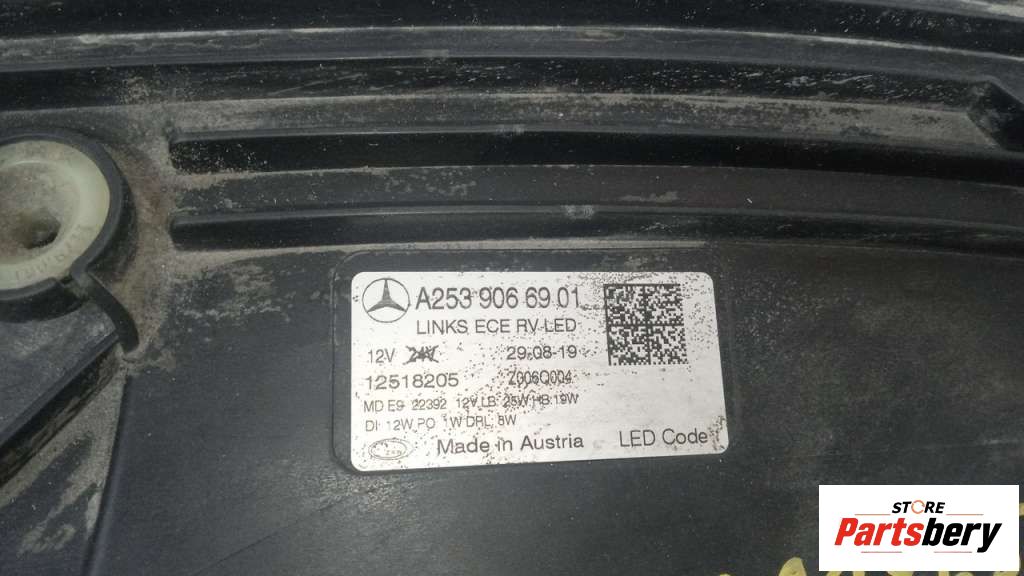 A253 906 69 01
LINKS ECE RV-LED
12V 24V 29-08-19
12518205 Z006Q004
MD E9 22392 12V LB: 25W HB:19W
DI: 12W PO: 1W DRL: 8W
Made in Austria LED Code
STORE
Partsbery